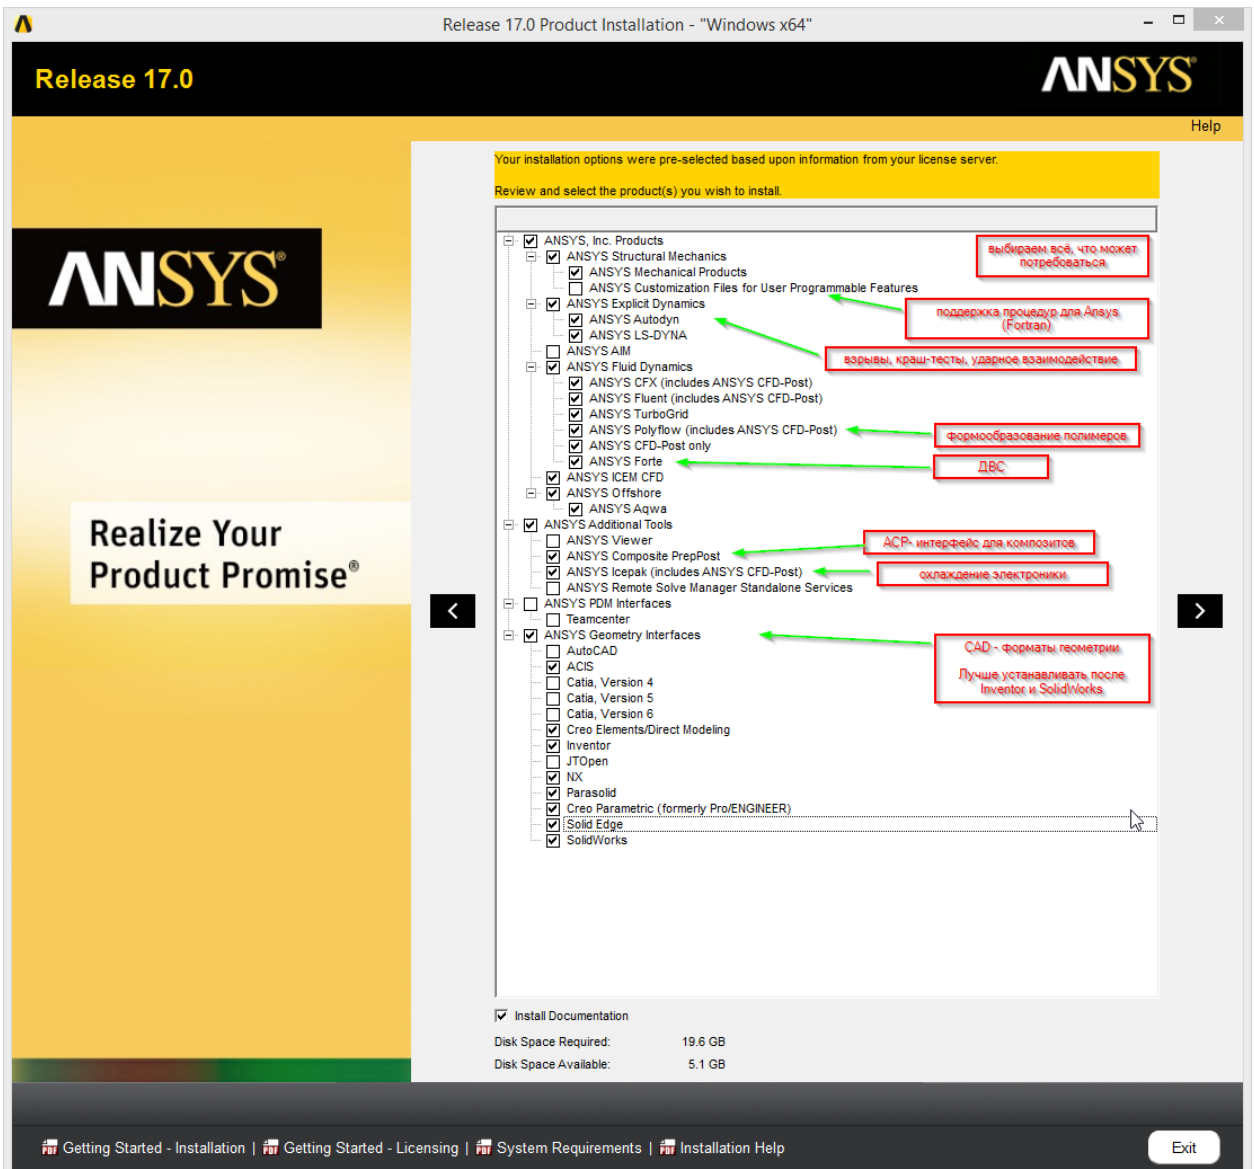 Release 17.0 Product Installation - "Windows x64"
Release 17.0
ANSYS®
Help
Your installation options were pre-selected based upon information from your license server.
Review and select the product(s) you wish to install.
ANSYS, Inc. Products
ANSYS Structural Mechanics
выбираем всё, что может
потребоваться
ANSYS Mechanical Products
ANSYS Customization Files for User Programmable Features
ANSYS Explicit Dynamics
поддержка процедур для Ansys
(Fortran)
ANSYS Autodyn
ANSYS LS-DYNA
ANSYS AIM
взрывы, краш-тесты, ударное взаимодействие
ANSYS Fluid Dynamics
ANSYS CFX (includes ANSYS CFD-Post)
ANSYS Fluent (includes ANSYS CFD-Post)
ANSYS TurboGrid
ANSYS Polyflow (includes ANSYS CFD-Post)
формообразование полимеров
ANSYS CFD-Post only
ANSYS Forte
ДВС
ANSYS ICEM CFD
ANSYS Offshore
ANSYS Aqwa
ANSYS Additional Tools
ANSYS Viewer
ACP- интерфейс для композитов
ANSYS Composite PrepPost
ANSYS Icepak (includes ANSYS CFD-Post)
охлаждение электроники
ANSYS Remote Solve Manager Standalone Services
ANSYS PDM Interfaces
Teamcenter
ANSYS Geometry Interfaces
CAD - форматы геометрии
Лучше устанавливать после
Inventor и SolidWorks
AutoCAD
ACIS
Catia, Version 4
Catia, Version 5
Catia, Version 6
Creo Elements/Direct Modeling
Inventor
JTOpen
NX
Parasolid
Creo Parametric (formerly Pro/ENGINEER)
Solid Edge
SolidWorks
Install Documentation
Disk Space Required: 19.6 GB
Disk Space Available: 5.1 GB
ANSYS®
Realize Your
Product Promise®
Getting Started - Installation | Getting Started - Licensing | System Requirements | Installation Help
Exit